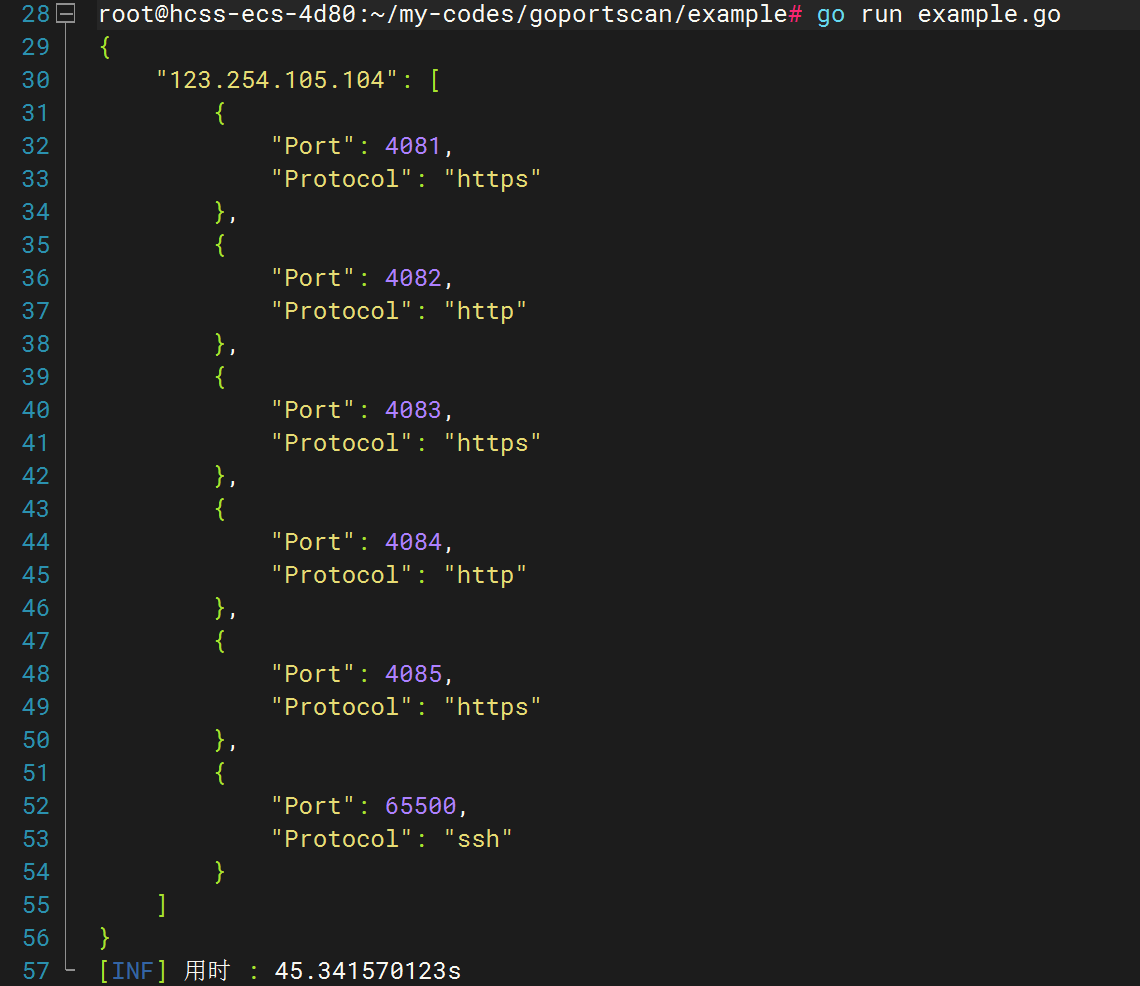 28 root@hcss-ecs-4d80:~/my-codes/goportscan/example# go run example.go
29 {
30     "123.254.105.104": [
31         {
32             "Port": 4081,
33             "Protocol": "https"
34         },
35         {
36             "Port": 4082,
37             "Protocol": "http"
38         },
39         {
40             "Port": 4083,
41             "Protocol": "https"
42         },
43         {
44             "Port": 4084,
45             "Protocol": "http"
46         },
47         {
48             "Port": 4085,
49             "Protocol": "https"
50         },
51         {
52             "Port": 65500,
53             "Protocol": "ssh"
54         }
55     ]
56 }
57 [INF] 用时 : 45.341570123s